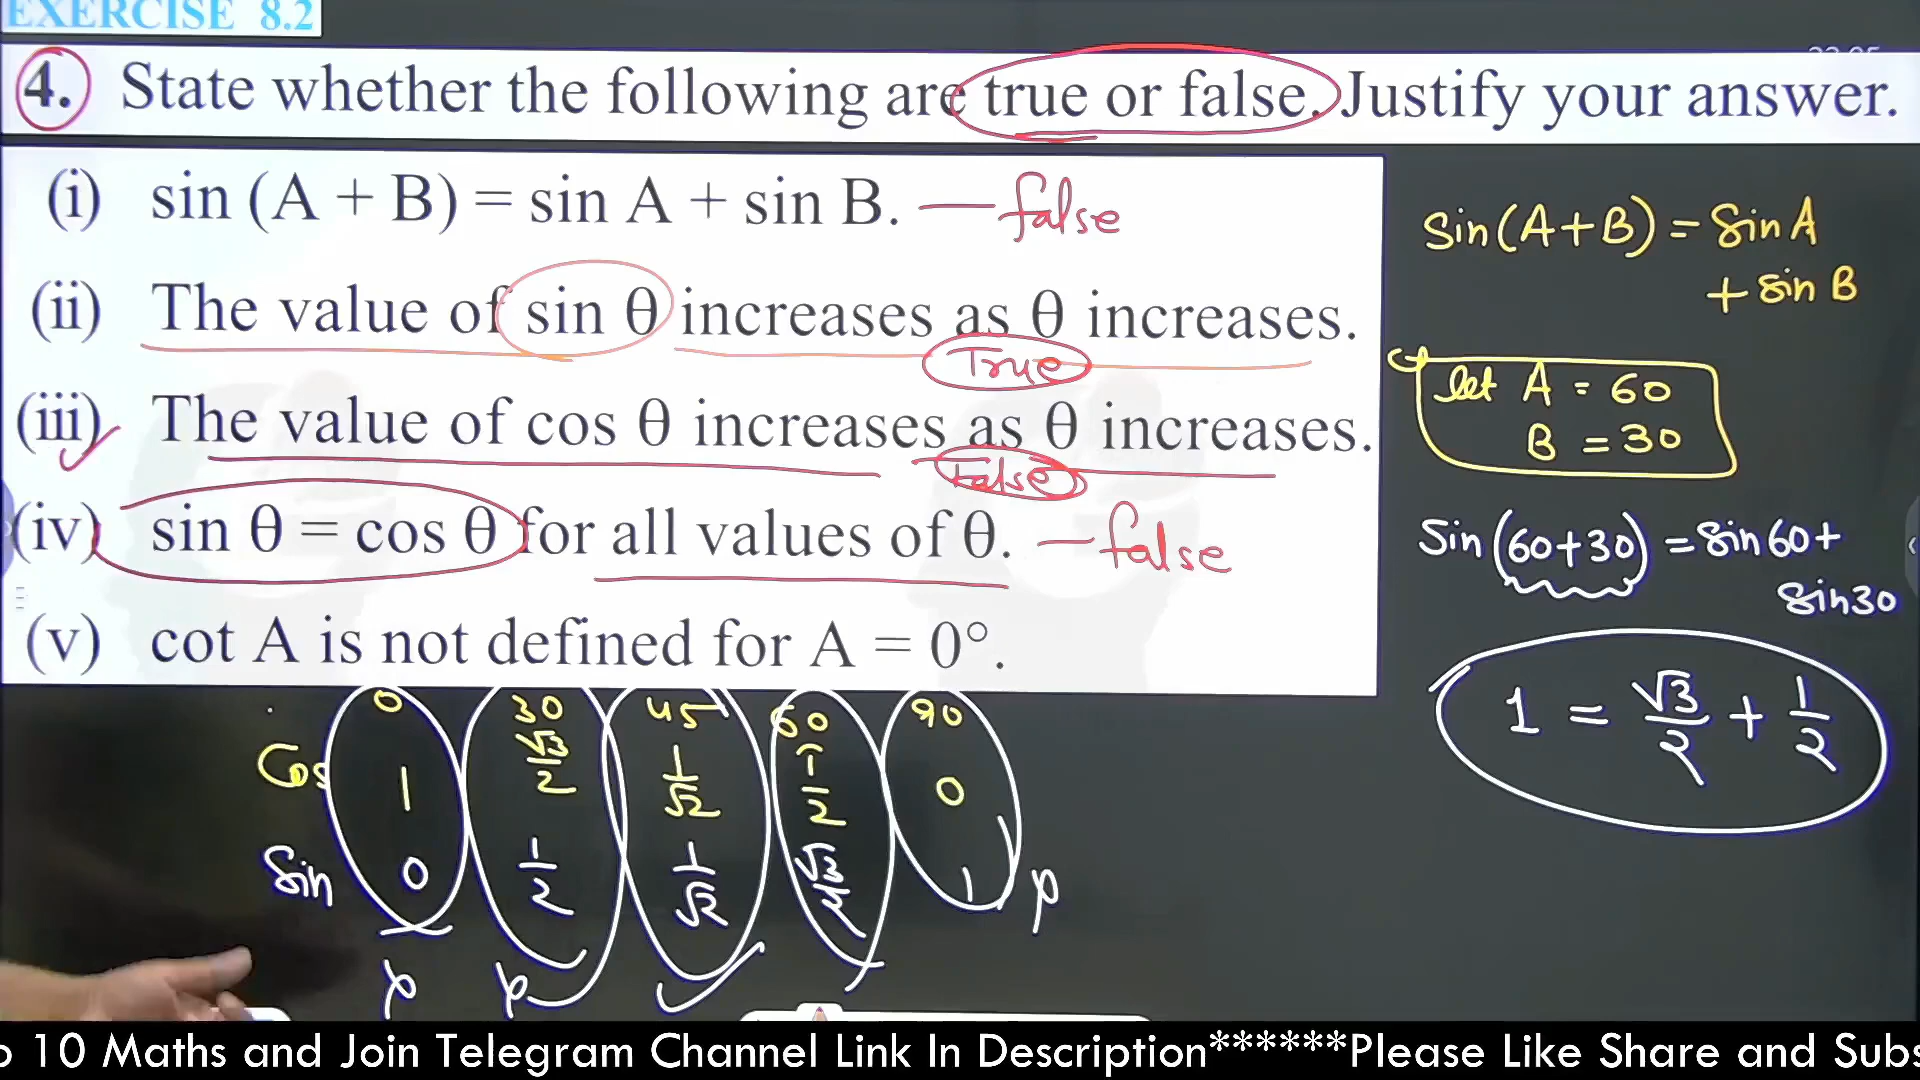 EXERCISE 8.2
4. State whether the following are true or false. Justify your answer.
(i) sin (A + B) = sin A + sin B. — false
(ii) The value of sin θ increases as θ increases.
True
(iii) The value of cos θ increases as θ increases.
False
(iv) sin θ = cos θ for all values of θ. — false
(v) cot A is not defined for A = 0°.
Sin(A+B) = Sin A
+ Sin B
let A = 60
B = 30
Sin(60+30) = Sin60+
Sin30
1 = √3/2 + 1/2
0 30 45 60 90
Cos 1 √3/2 1/√2 1/2 0
Sin 0 1/2 1/√2 √3/2 1
10 Maths and Join Telegram Channel Link In Description******Please Like Share and Subs